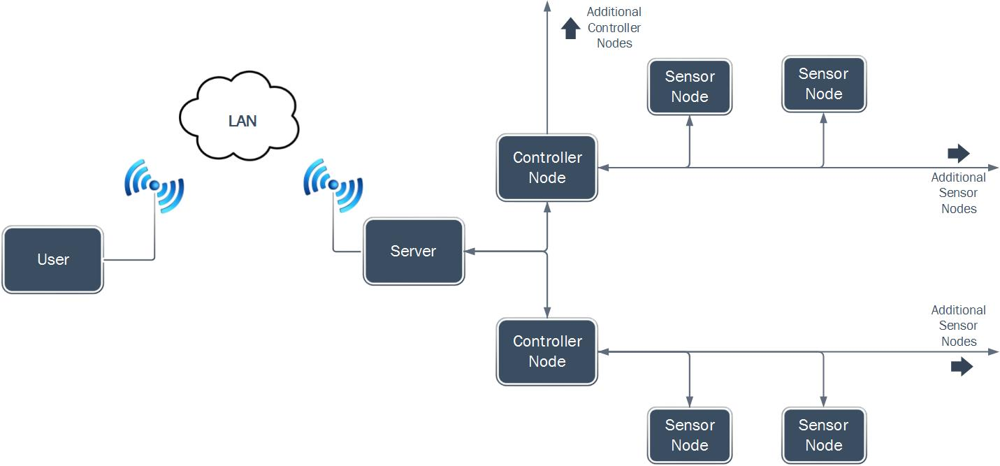 Additional
Controller
Nodes
Sensor
Node
Sensor
Node
LAN
Controller
Node
Additional
Sensor
Nodes
User
Server
Additional
Sensor
Nodes
Controller
Node
Sensor
Node
Sensor
Node